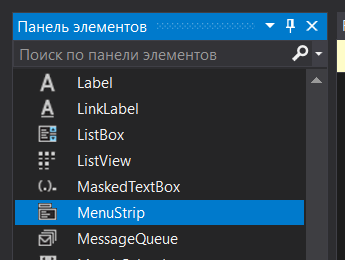 Панель элементов
Поиск по панели элементов
Label
LinkLabel
ListBox
ListView
MaskedTextBox
MenuStrip
MessageQueue